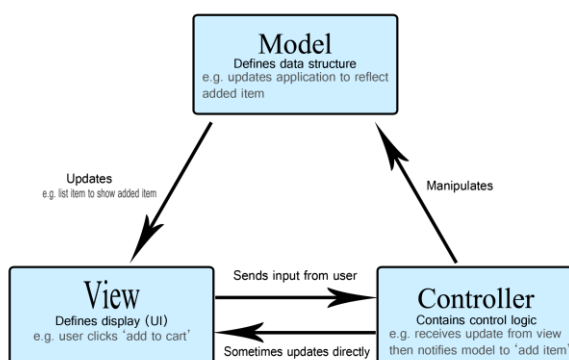 Model
Defines data structure
e.g. updates application to reflect
added item
Updates
e.g. list item to show added item
Manipulates
Sends input from user
View
Defines display (UI)
e.g. user clicks 'add to cart'
Controller
Contains control logic
e.g. receives update from view
then notifies model to 'add item'
Sometimes updates directly